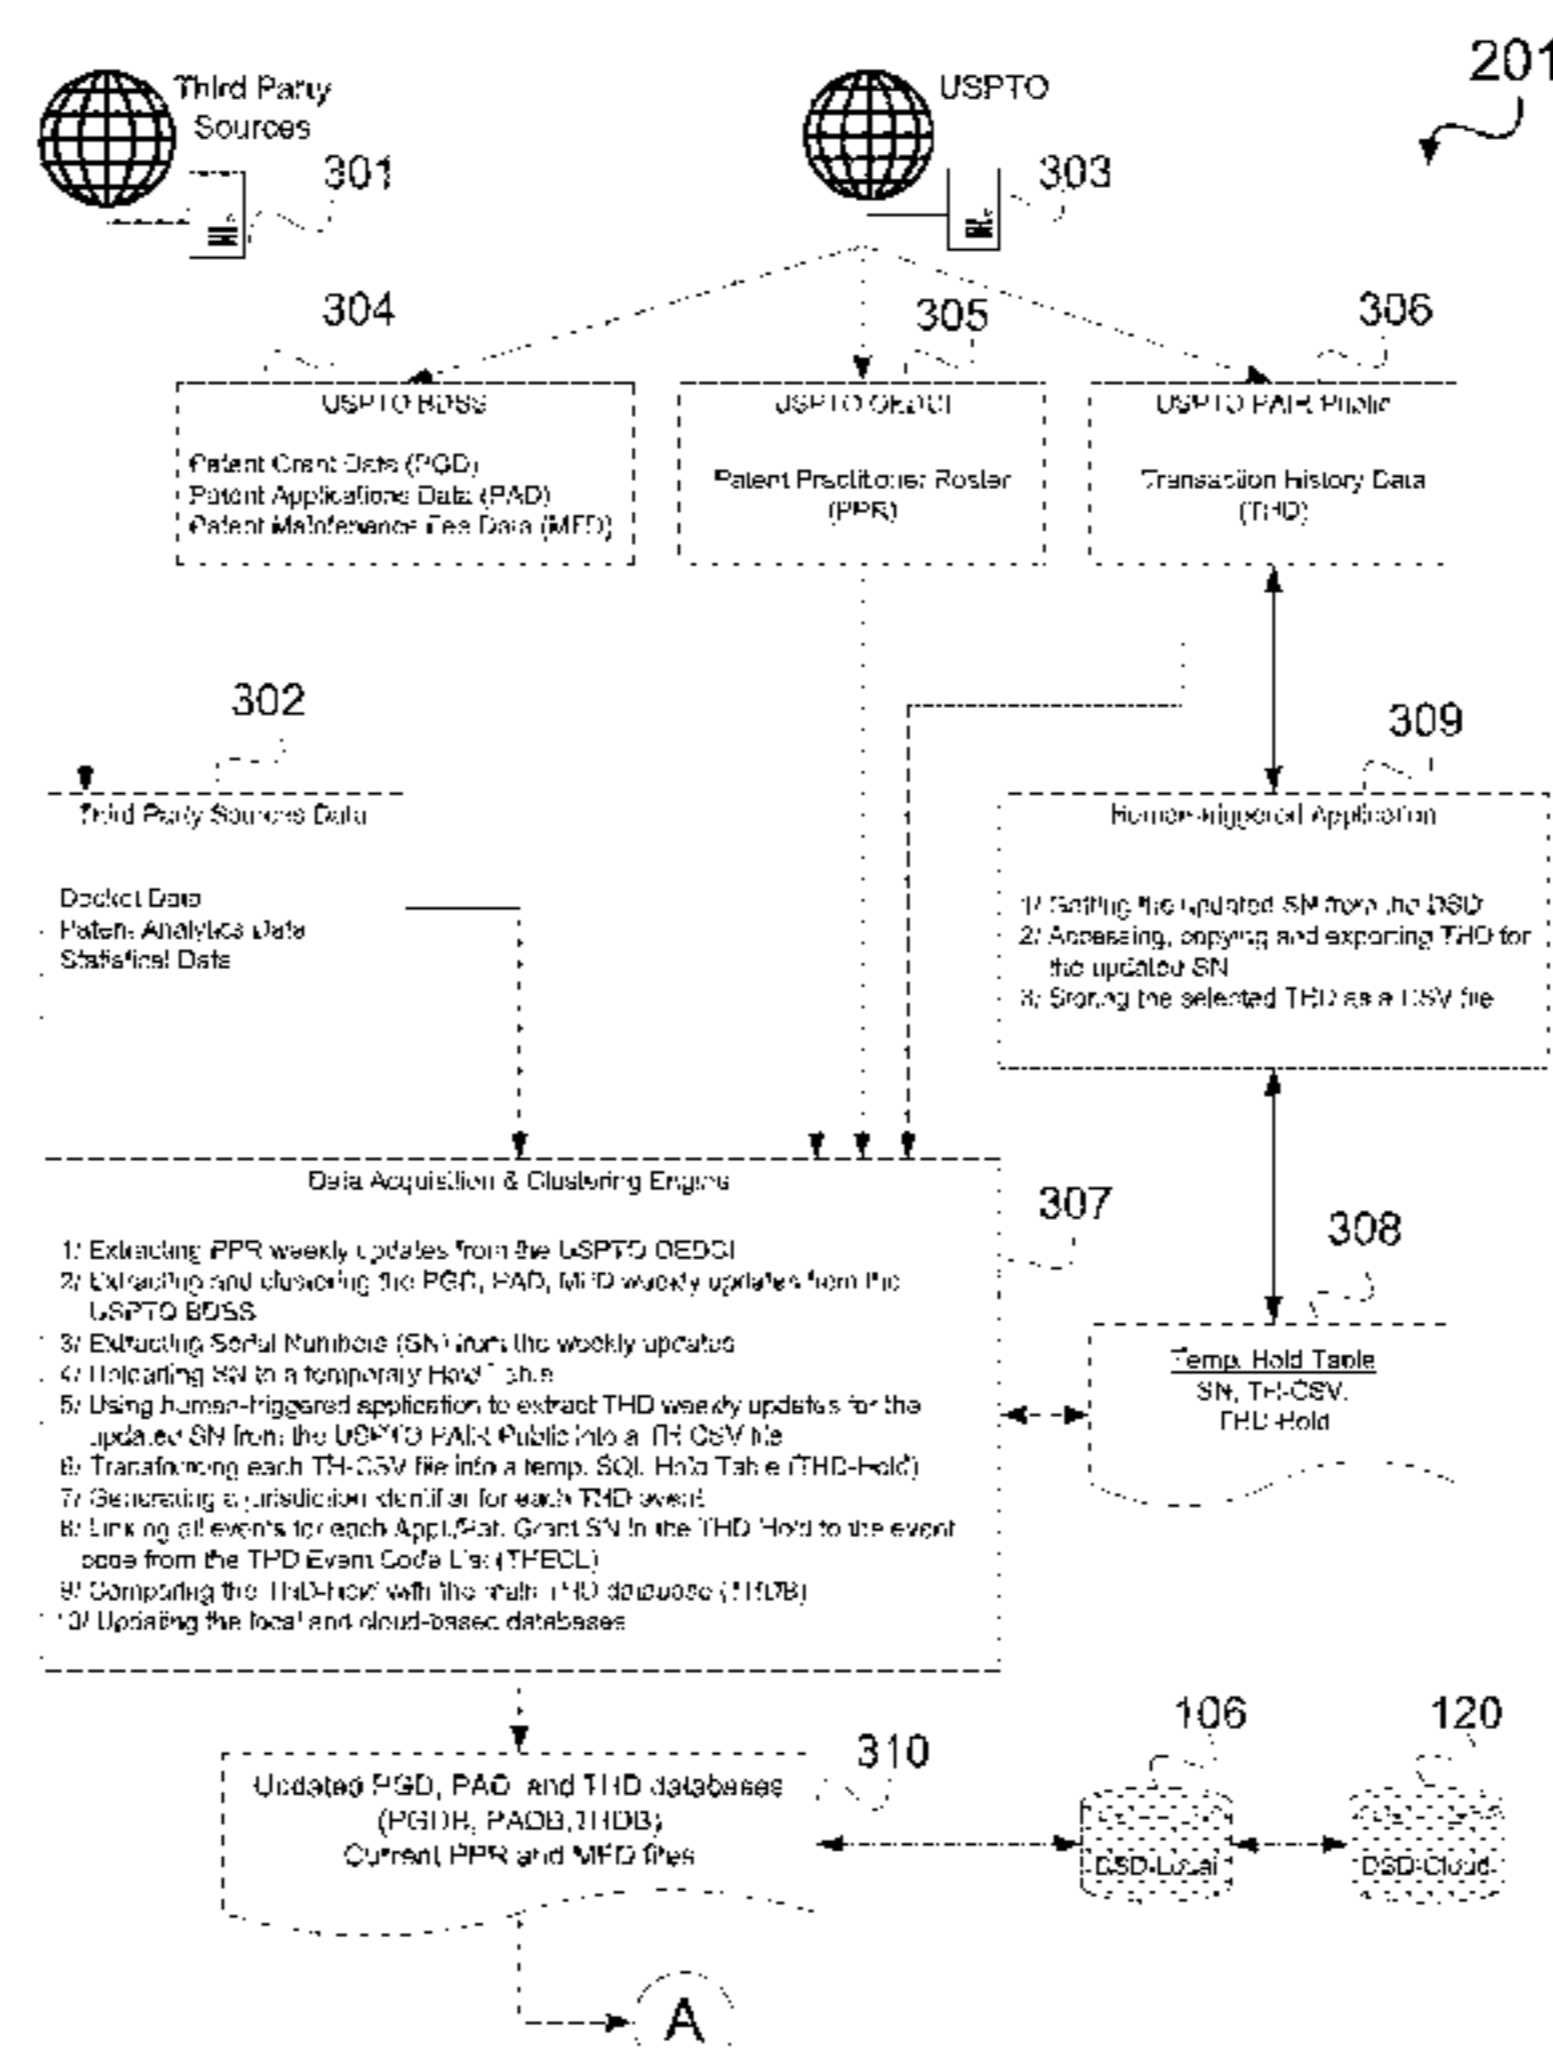 201
Third Party
Sources
USPTO
301
303
304
305
306
USPTO BDSS
Patent Grant Data (PGD)
Patent Applications Data (PAD)
Patent Maintenance Fee Data (MFD)
USPTO OEDCI
Patent Practitioner Roster
(PPR)
USPTO PAIR Public
Transaction History Data
(THD)
302
Third Party Sources Data
Docket Data
Patent Analytics Data
Statistical Data
309
Human-triggered Application
1/ Getting the updated SN from the DSD
2/ Accessing, copying and exporting THD for
the updated SN
3/ Storing the selected THD as a CSV file
307
Data Acquisition & Clustering Engine
1/ Extracting PPR weekly updates from the USPTO OEDCI
2/ Extracting and clustering the PGD, PAD, MFD weekly updates from the
USPTO BDSS
3/ Extracting Serial Numbers (SN) from the weekly updates
4/ Uploading SN to a temporary Hold Table
5/ Using human-triggered application to extract THD weekly updates for the
updated SN from the USPTO PAIR Public into a TH-CSV file
6/ Transforming each TH-CSV file into a temp. SQL Hold Table (THD-Hold)
7/ Generating a jurisdiction identifier for each THD event
8/ Linking all events for each Appl./Pat. Grant SN in the THD-Hold to the event
code from the THD Event Code List (THECL)
9/ Comparing the THD-Hold with the main THD database (THDB)
10/ Updating the local and cloud-based databases
308
Temp. Hold Table
SN, TH-CSV,
THD-Hold
310
Updated PGD, PAD and THD databases
(PGDB, PADB, THDB)
Current PPR and MFD files
106
DSD-Local
120
DSD-Cloud
A